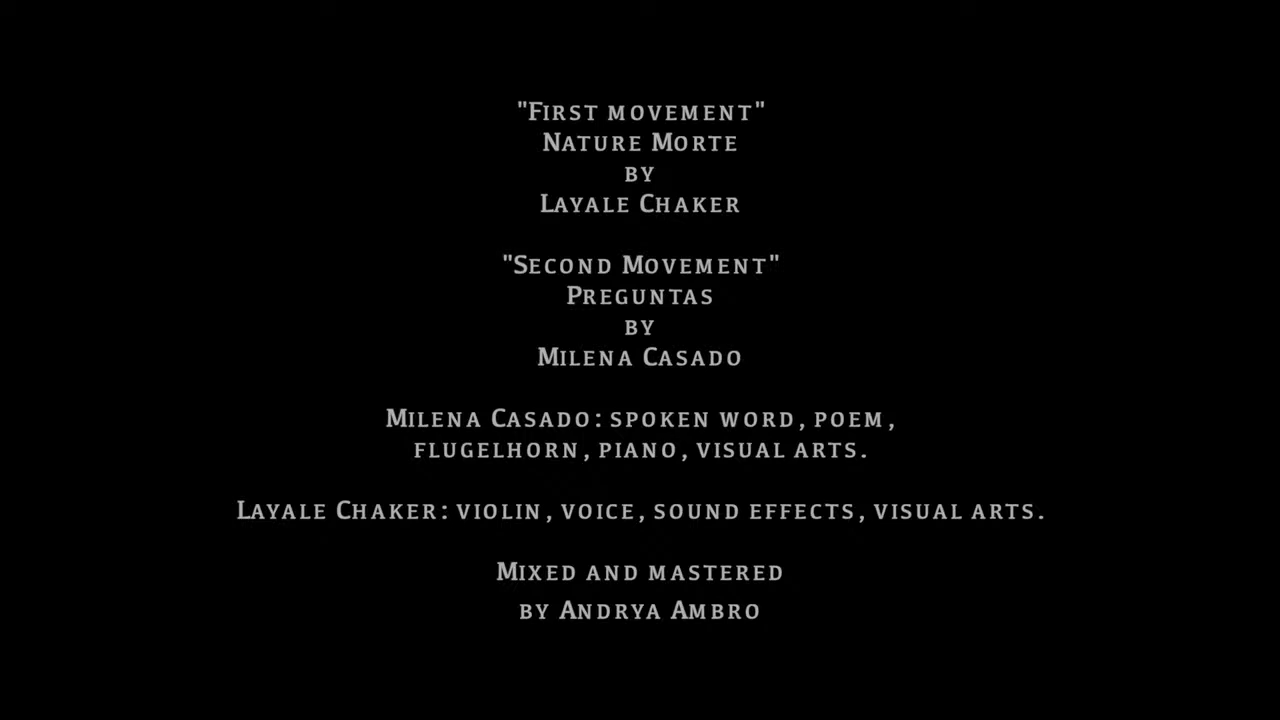 "First movement"
Nature Morte
by
Layale Chaker
"Second Movement"
Preguntas
by
Milena Casado
Milena Casado: spoken word, poem,
flugelhorn, piano, visual arts.
Layale Chaker: violin, voice, sound effects, visual arts.
Mixed and mastered
by Andrya Ambro